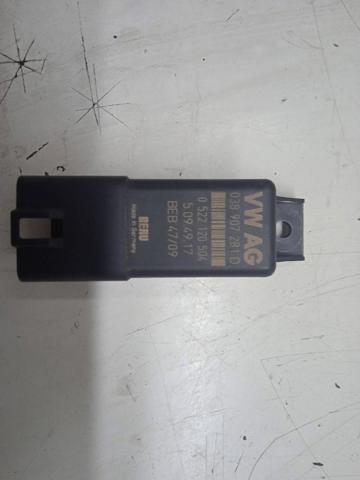 VW AG
038 907 281 D
0 522 120 504
5.09.49.17
BEB 47/09
BERU
Made in Germany